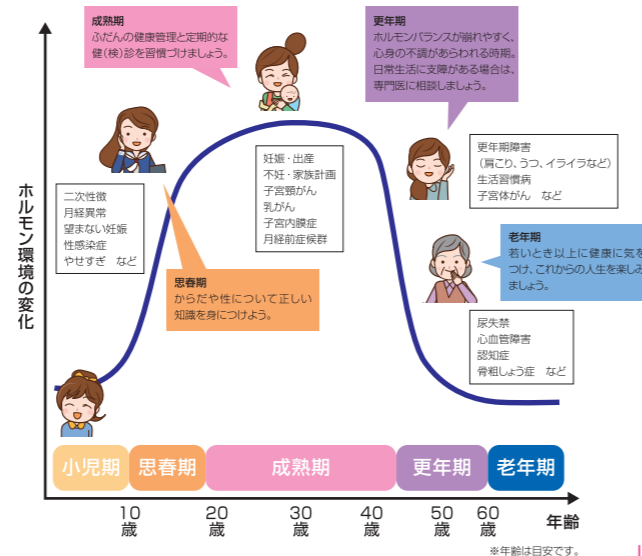 成熟期
ふだんの健康管理と定期的な
健(検)診を習慣づけましょう。
更年期
ホルモンバランスが崩れやすく、
心身の不調があらわれる時期。
日常生活に支障がある場合は、
専門医に相談しましょう。
ホルモン環境の変化
二次性徴
月経異常
望まない妊娠
性感染症
やせすぎ など
妊娠・出産
不妊・家族計画
子宮頸がん
乳がん
子宮内膜症
月経前症候群
更年期障害
(肩こり、うつ、イライラなど)
生活習慣病
子宮体がん など
思春期
からだや性について正しい
知識を身につけよう。
老年期
若いとき以上に健康に気を
つけ、これからの人生を楽しみ
ましょう。
尿失禁
心血管障害
認知症
骨粗しょう症 など
小児期 思春期 成熟期 更年期 老年期
10歳 20歳 30歳 40歳 50歳 60歳 年齢
※年齢は目安です。